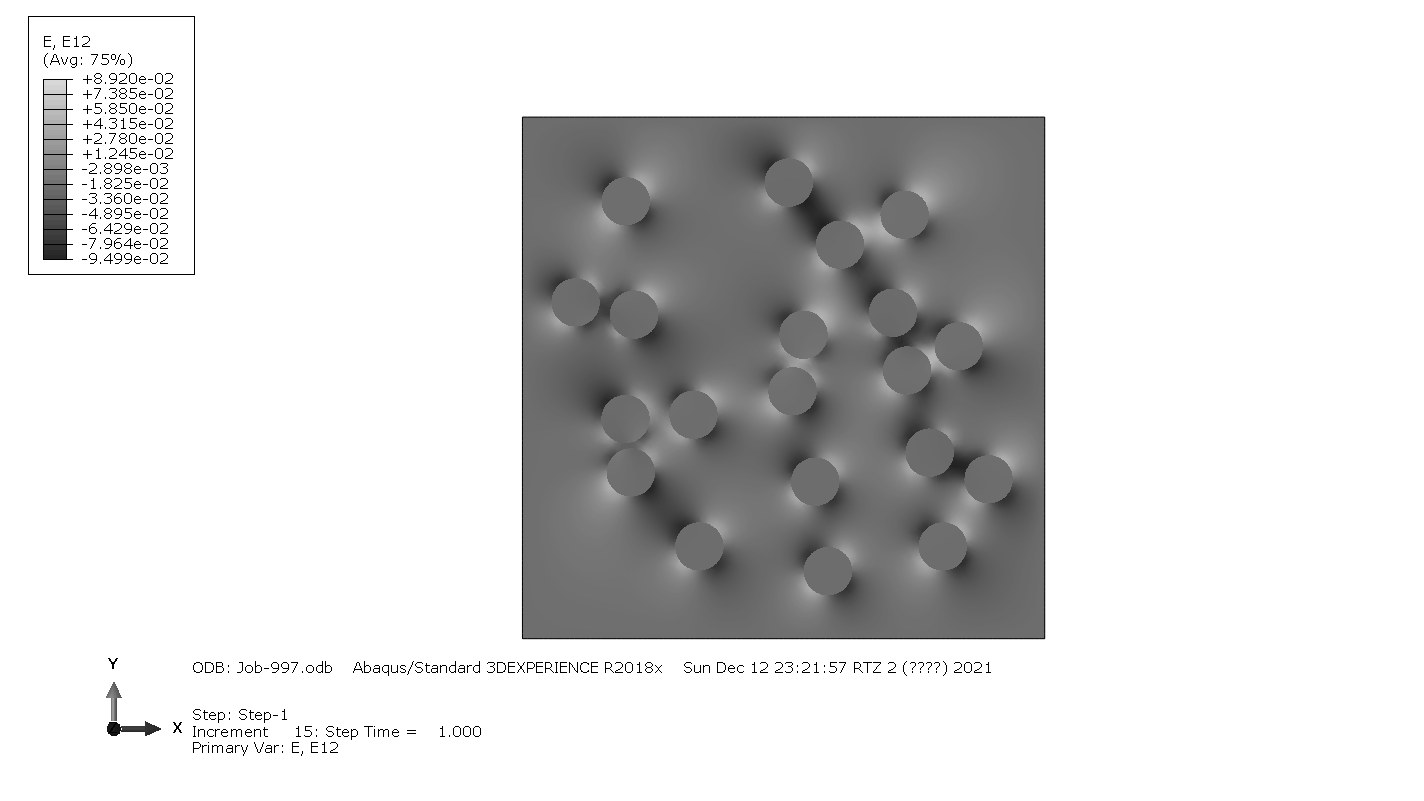 E, E12
(Avg: 75%)
+8.920e-02
+7.385e-02
+5.850e-02
+4.315e-02
+2.780e-02
+1.245e-02
-2.898e-03
-1.825e-02
-3.360e-02
-4.895e-02
-6.429e-02
-7.964e-02
-9.499e-02
Y
X
ODB: Job-997.odb    Abaqus/Standard 3DEXPERIENCE R2018x    Sun Dec 12 23:21:57 RTZ 2 (????) 2021
Step: Step-1
Increment     15: Step Time =    1.000
Primary Var: E, E12